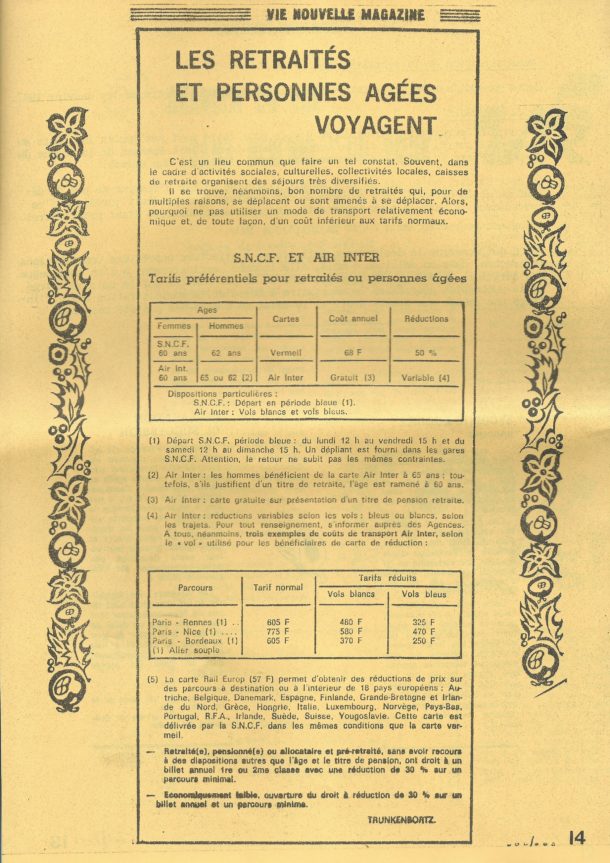 VIE NOUVELLE MAGAZINE
LES RETRAITÉS
ET PERSONNES AGÉES
VOYAGENT
C'est un lieu commun que faire un tel constat. Souvent, dans
le cadre d'activités sociales, culturelles, collectivités locales, caisses
de retraite organisent des séjours très diversifiés.
Il se trouve, néanmoins, bon nombre de retraités qui, pour de
multiples raisons, se déplacent ou sont amenés à se déplacer. Alors,
pourquoi ne pas utiliser un mode de transport relativement écono-
mique et, de toute façon, d'un coût inférieur aux tarifs normaux.
S.N.C.F. ET AIR INTER
Tarifs préférentiels pour retraités ou personnes âgées
Ages
Femmes Hommes Cartes Coût annuel Réductions
S.N.C.F.
60 ans 62 ans Vermeil 68 F 50 %
Air Int.
60 ans 65 ou 62 (2) Air Inter Gratuit (3) Variable (4)
Dispositions particulières :
S.N.C.F. : Départ en période bleue (1).
Air Inter : Vols blancs et vols bleus.
(1) Départ S.N.C.F. période bleue : du lundi 12 h au vendredi 15 h et du
samedi 12 h au dimanche 15 h. Un dépliant est fourni dans les gares
S.N.C.F. Attention, le retour ne subit pas les mêmes contraintes.
(2) Air Inter : les hommes bénéficient de la carte Air Inter à 65 ans ; tou-
tefois, s'ils justifient d'un titre de retraite, l'âge est ramené à 60 ans.
(3) Air Inter : carte gratuite sur présentation d'un titre de pension retraite.
(4) Air Inter : reductions variables selon les vols : bleus ou blancs, selon
les trajets. Pour tout renseignement, s'informer auprès des Agences.
A tous, néanmoins, trois exemples de coûts de transport Air Inter, selon
le « vol » utilisé pour les bénéficiaires de carte de réduction :
Parcours Tarif normal Tarifs réduits
Vols blancs Vols bleus
Paris - Rennes (1) .. 605 F 480 F 325 F
Paris - Nice (1) .... 775 F 580 F 470 F
Paris - Bordeaux (1) 605 F 370 F 250 F
(1) Aller souple
(5) La carte Rail Europ (57 F) permet d'obtenir des réductions de prix sur
des parcours à destination ou à l'intérieur de 18 pays européens : Au-
triche, Belgique, Danemark, Espagne, Finlande, Grande-Bretagne et Irlan-
de du Nord, Grèce, Hongrie, Italie, Luxembourg, Norvège, Pays-Bas,
Portugal, R.F.A., Irlande, Suède, Suisse, Yougoslavie. Cette carte est
délivrée par la S.N.C.F. dans les mêmes conditions que la carte ver-
meil.
— Retraité(e), pensionné(e) ou allocataire et pré-retraité, sans avoir recours
à des dispositions autres que l'âge et le titre de pension, ont droit à un
billet annuel 1re ou 2me classe avec une réduction de 30 % sur un
parcours minimal.
— Economiquement faible, ouverture du droit à réduction de 30 % sur un
billet annuel et un parcours minima.
TRUNKENBORTZ.
14